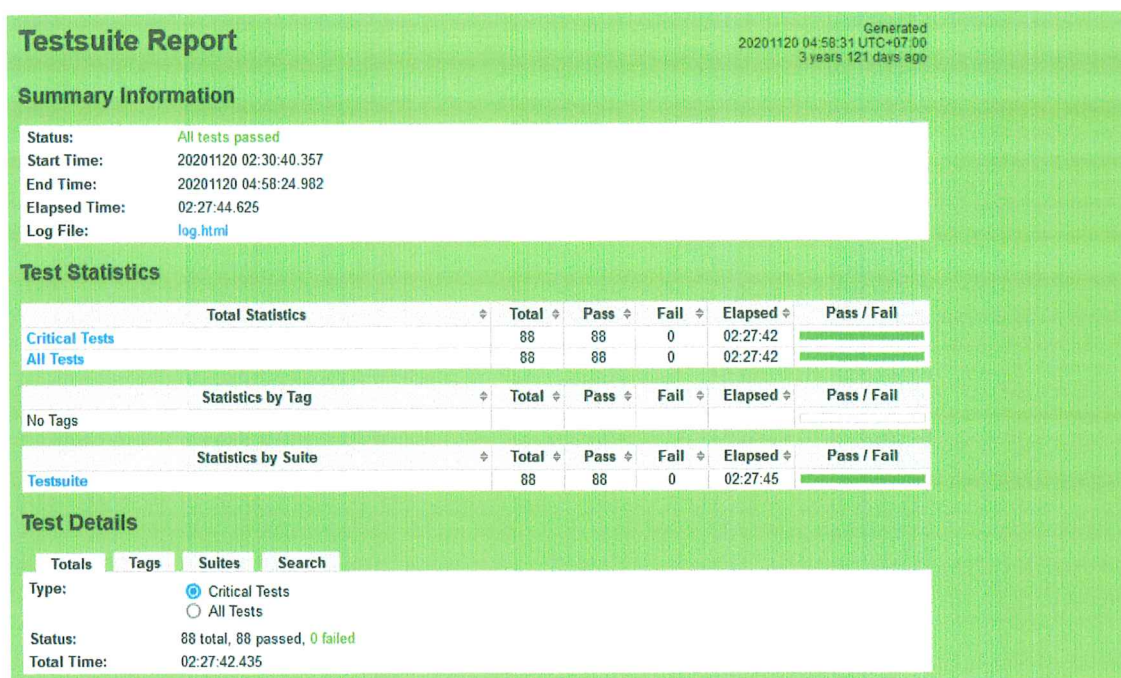 Testsuite Report
Generated
20201120 04:58:31 UTC+07:00
3 years 121 days ago
Summary Information
Status: All tests passed
Start Time: 20201120 02:30:40.357
End Time: 20201120 04:58:24.982
Elapsed Time: 02:27:44.625
Log File: log.html
Test Statistics
Total Statistics Total Pass Fail Elapsed Pass / Fail
Critical Tests 88 88 0 02:27:42
All Tests 88 88 0 02:27:42
Statistics by Tag Total Pass Fail Elapsed Pass / Fail
No Tags
Statistics by Suite Total Pass Fail Elapsed Pass / Fail
Testsuite 88 88 0 02:27:45
Test Details
Totals Tags Suites Search
Type: Critical Tests
All Tests
Status: 88 total, 88 passed, 0 failed
Total Time: 02:27:42.435